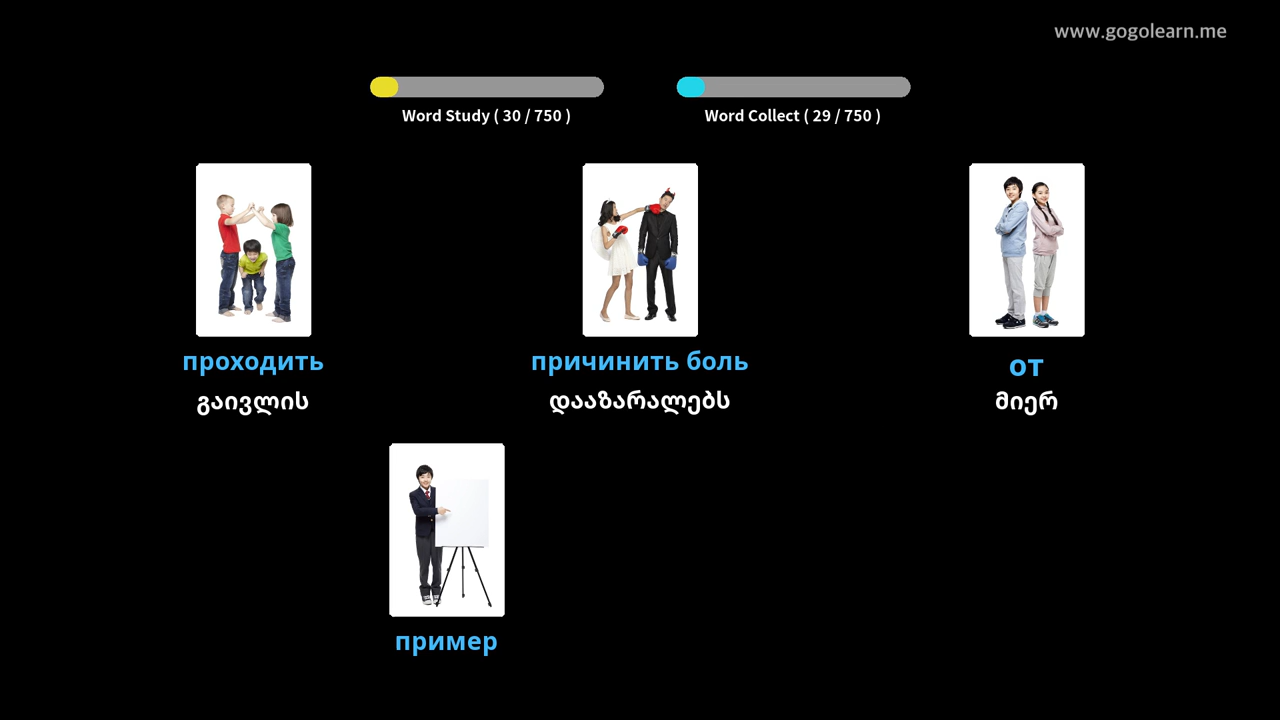 www.gogolearn.me
Word Study ( 30 / 750 )
Word Collect ( 29 / 750 )
проходить
გაივლის
причинить боль
დააზარალებს
от
მიერ
пример